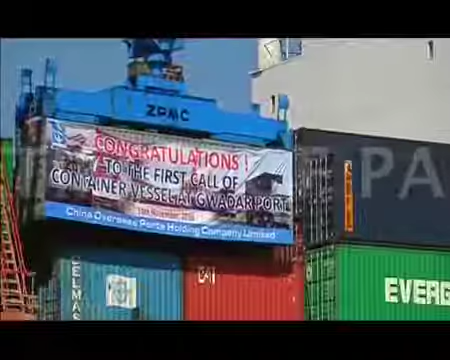 ZPMC
CONGRATULATIONS !
TO THE FIRST CALL OF
CONTAINER VESSEL AT GWADAR PORT
China Overseas Ports Holding Company Limited
CAI
EVERG
PA